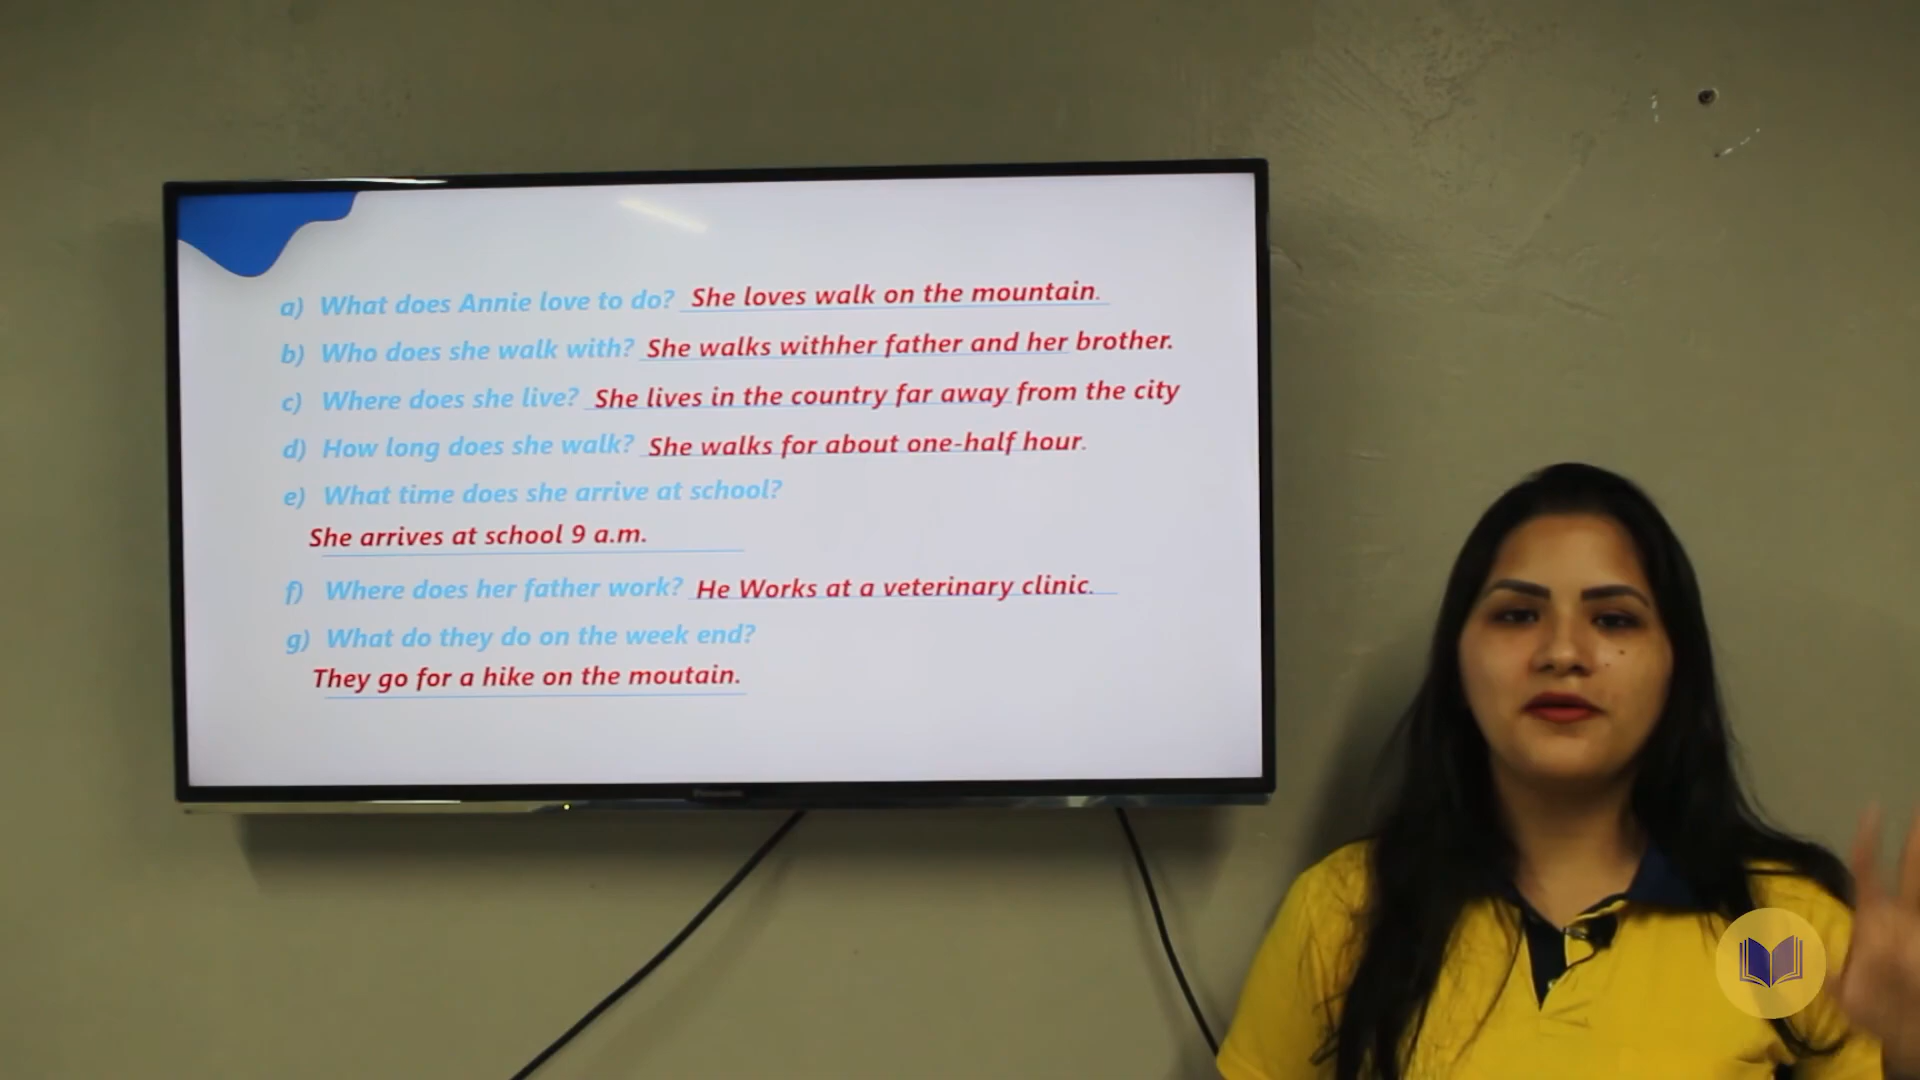 a) What does Annie love to do? She loves walk on the mountain.
b) Who does she walk with? She walks withher father and her brother.
c) Where does she live? She lives in the country far away from the city
d) How long does she walk? She walks for about one-half hour.
e) What time does she arrive at school?
She arrives at school 9 a.m.
f) Where does her father work? He Works at a veterinary clinic.
g) What do they do on the week end?
They go for a hike on the moutain.